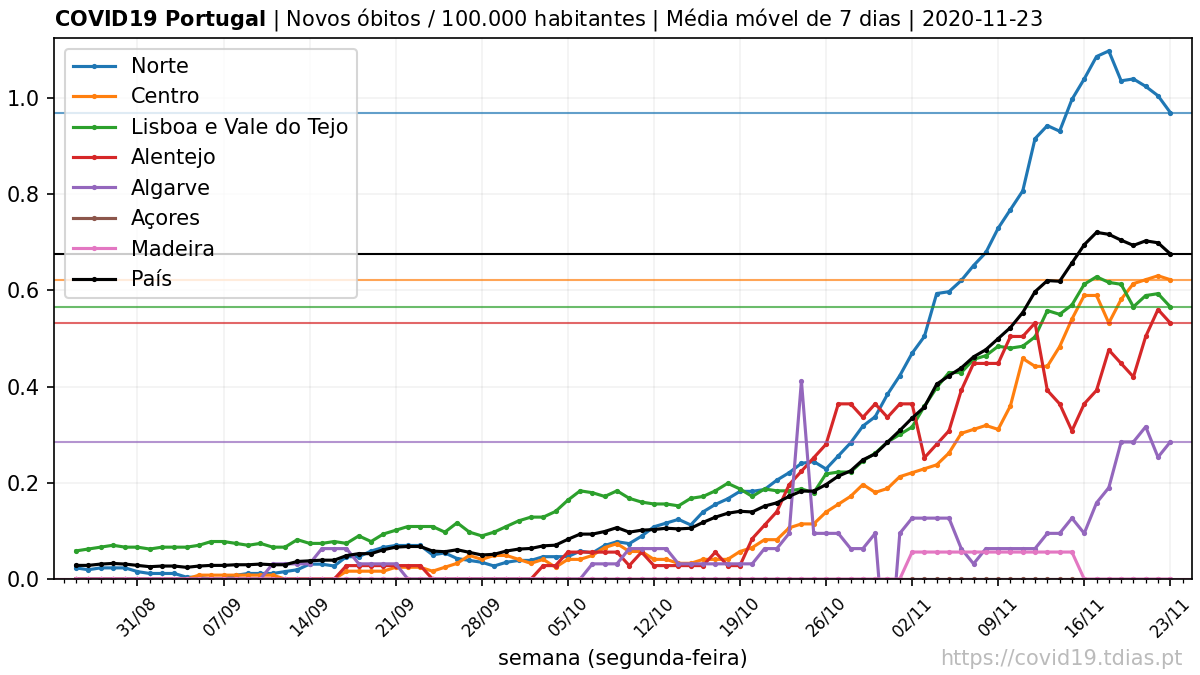 COVID19 Portugal | Novos óbitos / 100.000 habitantes | Média móvel de 7 dias | 2020-11-23
Norte
Centro
Lisboa e Vale do Tejo
Alentejo
Algarve
Açores
Madeira
País
1.0
0.8
0.6
0.4
0.2
0.0
31/08 07/09 14/09 21/09 28/09 05/10 12/10 19/10 26/10 02/11 09/11 16/11 23/11
semana (segunda-feira)
https://covid19.tdias.pt